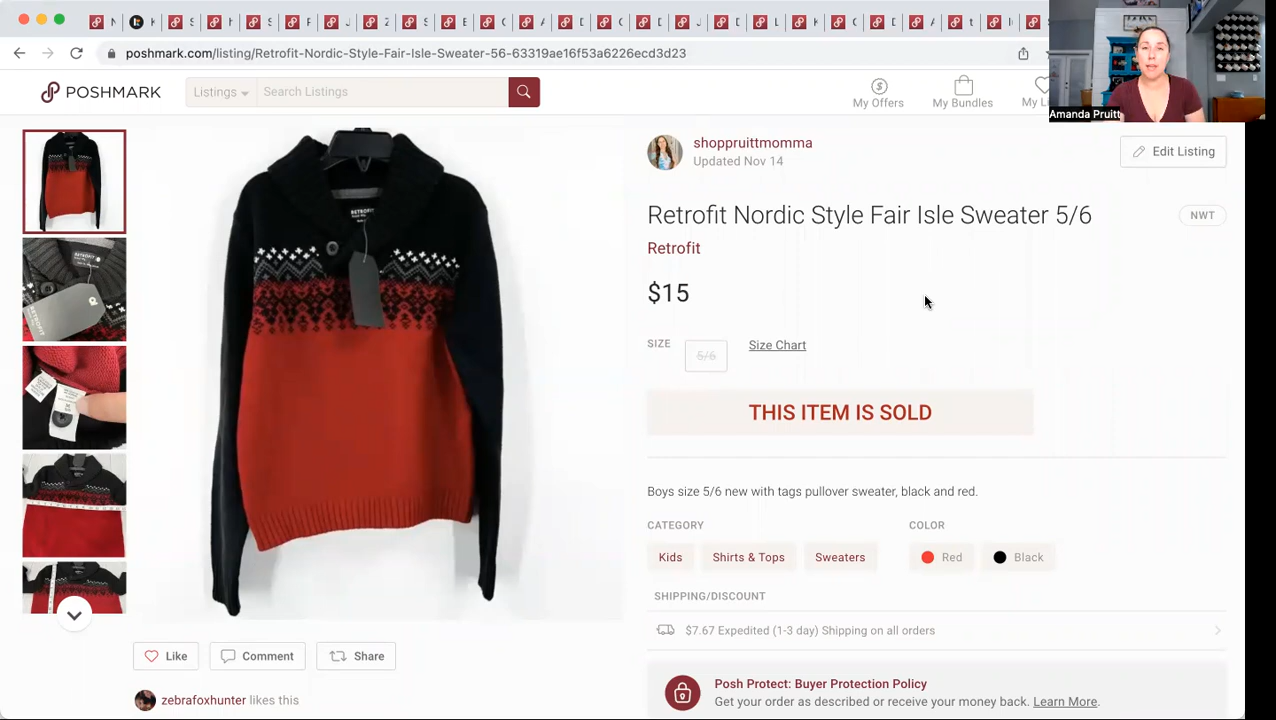 poshmark.com/listing/Retrofit-Nordic-Style-Fair-Isle-Sweater-56-63319ae16f53a6226ecd3d23
POSHMARK
Listings
Search Listings
My Offers
My Bundles
Amanda Pruitt
shoppruittmomma
Updated Nov 14
Edit Listing
Retrofit Nordic Style Fair Isle Sweater 5/6
NWT
Retrofit
$15
SIZE
5/6
Size Chart
THIS ITEM IS SOLD
Boys size 5/6 new with tags pullover sweater, black and red.
CATEGORY
COLOR
Kids
Shirts & Tops
Sweaters
Red
Black
SHIPPING/DISCOUNT
$7.67 Expedited (1-3 day) Shipping on all orders
Posh Protect: Buyer Protection Policy
Get your order as described or receive your money back. Learn More.
RETROFIT
Like
Comment
Share
zebrafoxhunter likes this